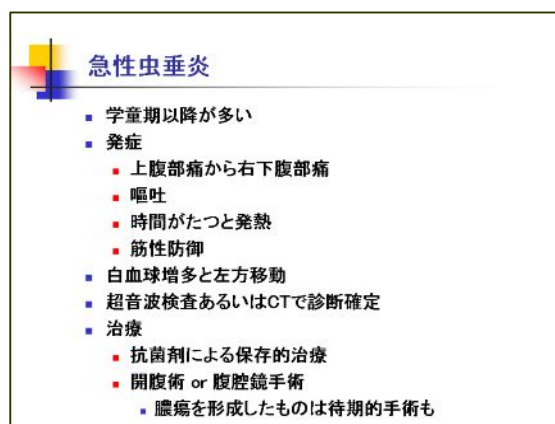 急性虫垂炎
学童期以降が多い
発症
上腹部痛から右下腹部痛
嘔吐
時間がたつと発熱
筋性防御
白血球増多と左方移動
超音波検査あるいはCTで診断確定
治療
抗菌剤による保存的治療
開腹術 or 腹腔鏡手術
膿瘍を形成したものは待期的手術も